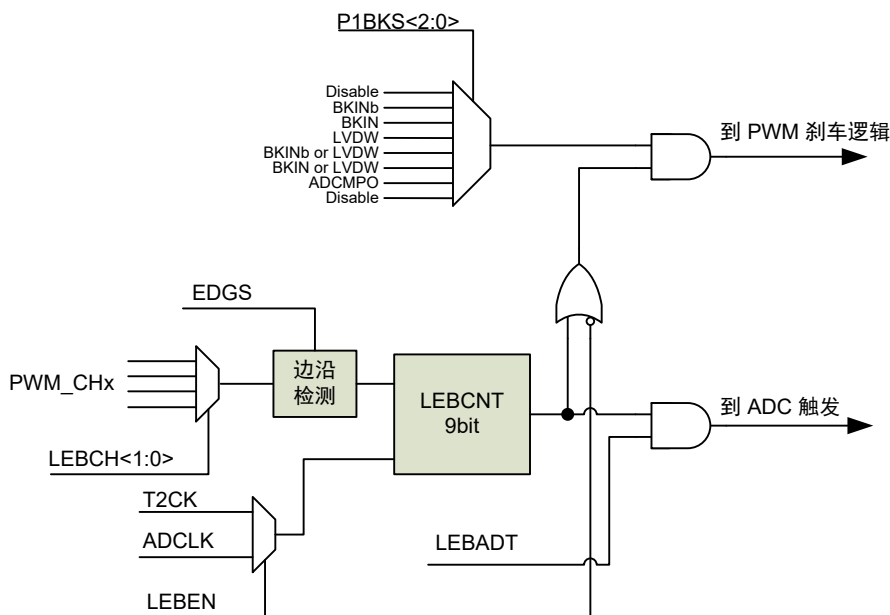 P1BKS<2:0>
Disable
BKINb
BKIN
LVDW
BKINb or LVDW
BKIN or LVDW
ADCMPO
Disable
到 PWM 刹车逻辑
EDGS
PWM_CHx
边沿
检测
LEBCNT
9bit
到 ADC 触发
LEBCH<1:0>
T2CK
ADCLK
LEBADT
LEBEN